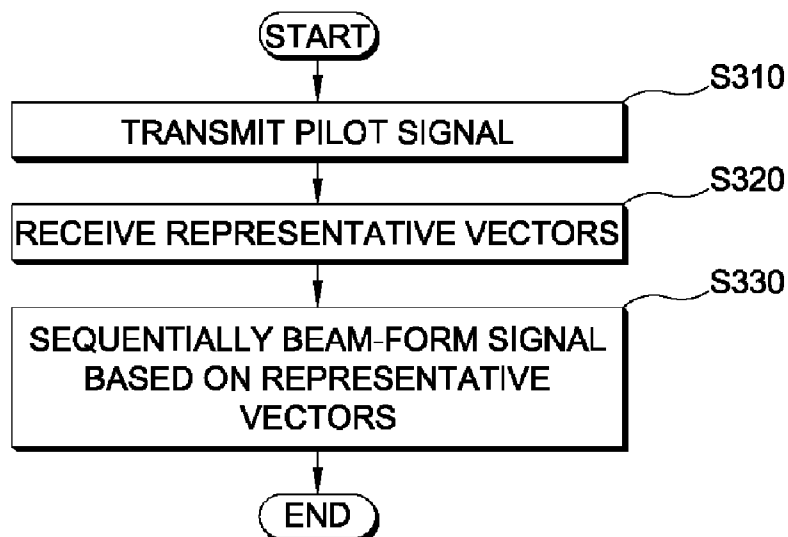 START
S310
TRANSMIT PILOT SIGNAL
S320
RECEIVE REPRESENTATIVE VECTORS
S330
SEQUENTIALLY BEAM-FORM SIGNAL
BASED ON REPRESENTATIVE
VECTORS
END